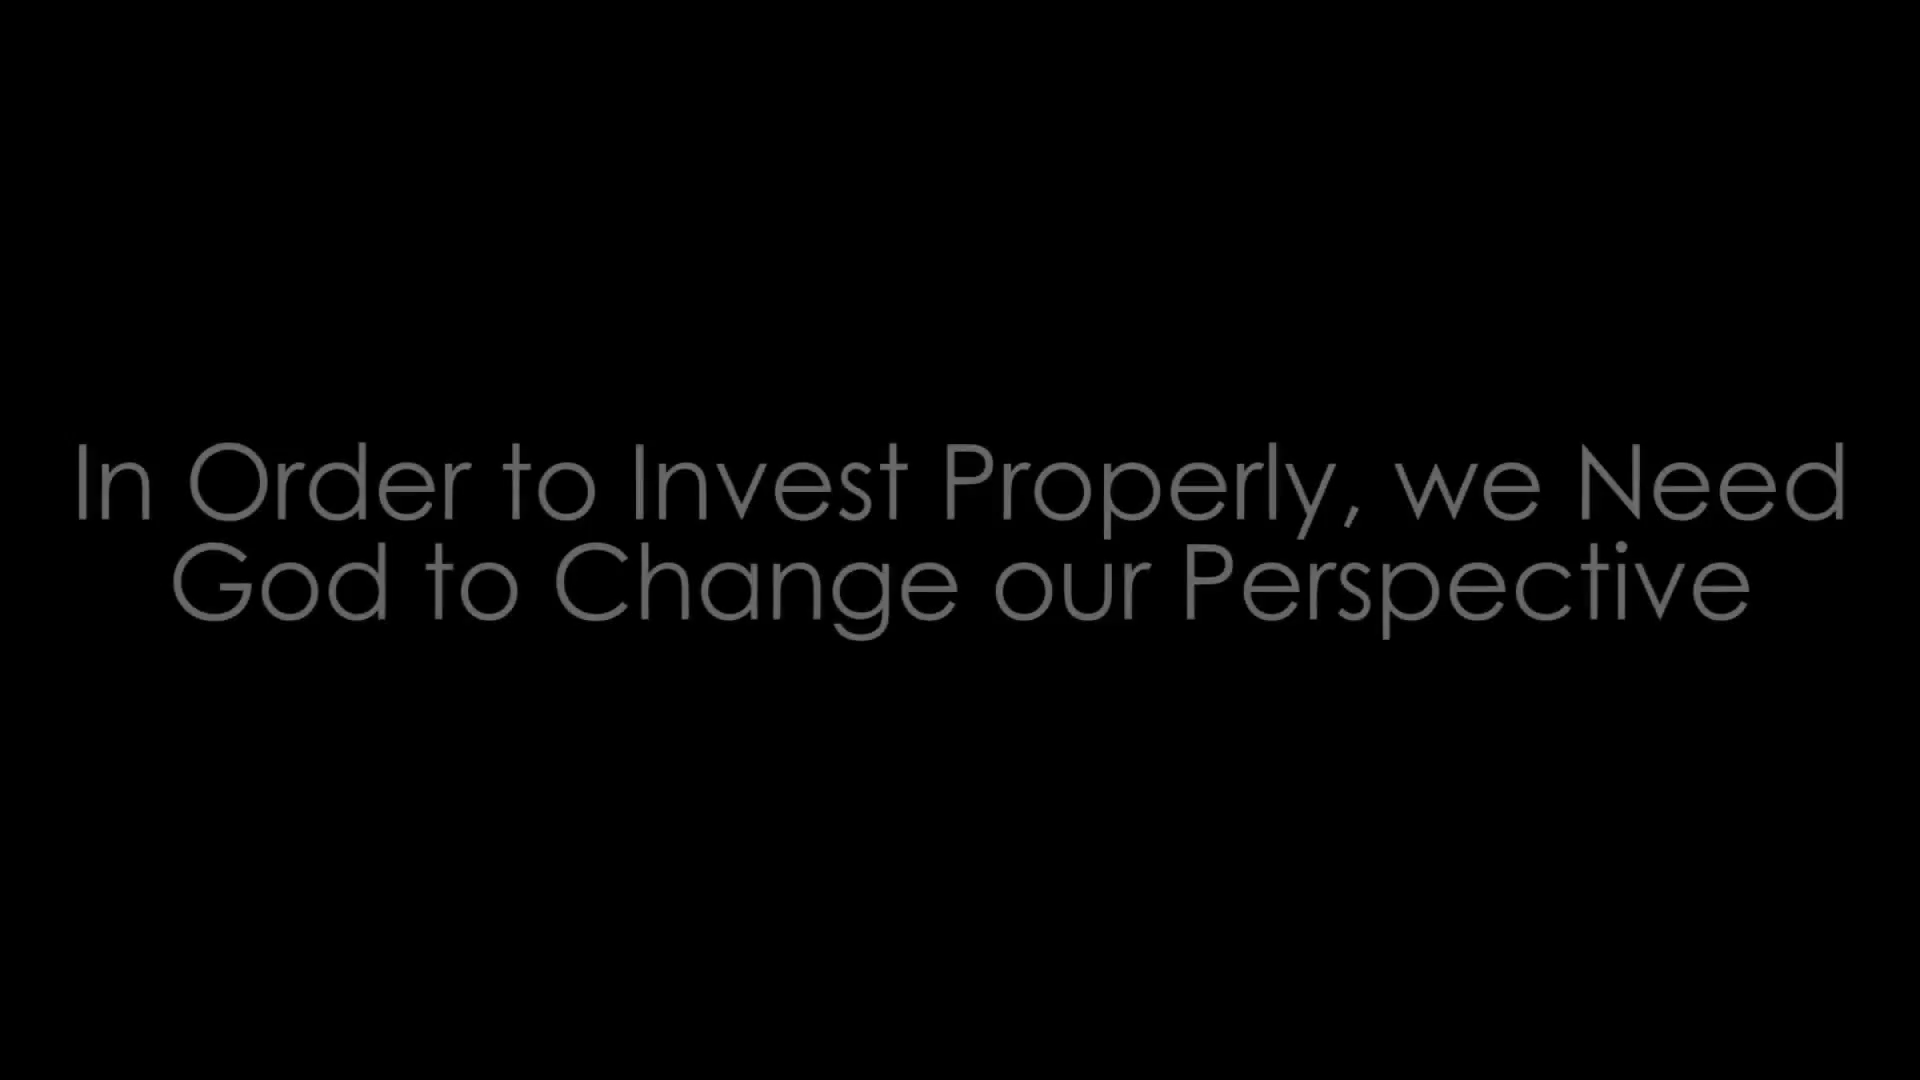 In Order to Invest Properly, we Need
God to Change our Perspective